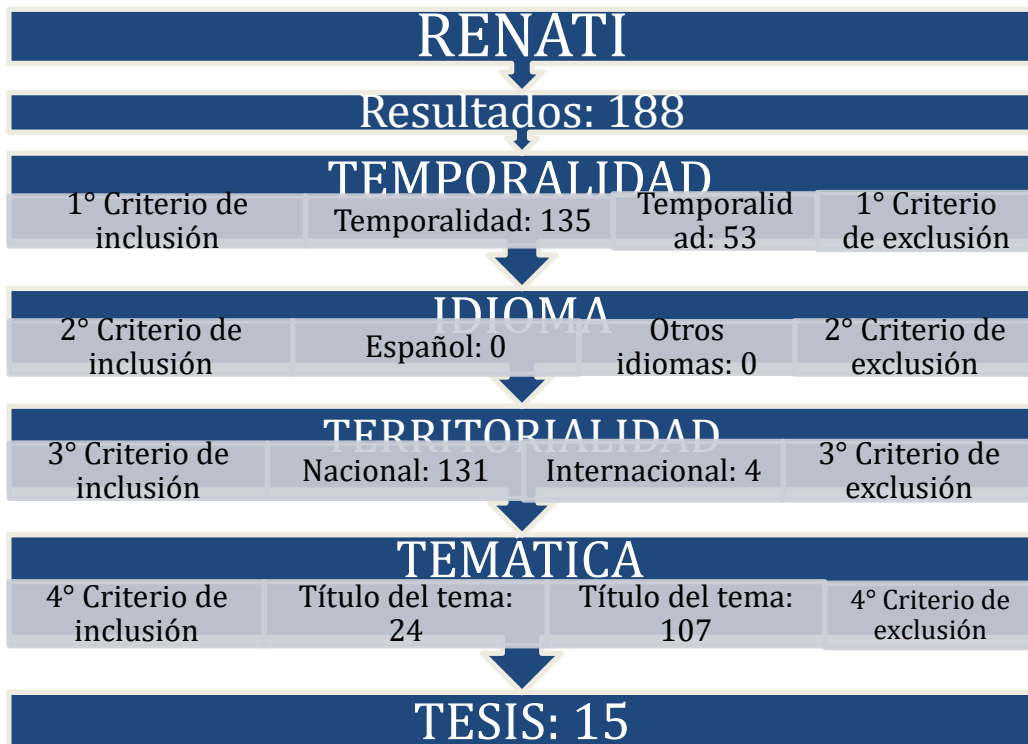 RENATI
Resultados: 188
TEMPORALIDAD
1° Criterio de
inclusión
Temporalidad: 135
Temporalid
ad: 53
1° Criterio
de exclusión
IDIOMA
2° Criterio de
inclusión
Español: 0
Otros
idiomas: 0
2° Criterio de
exclusión
TERRITORIALIDAD
3° Criterio de
inclusión
Nacional: 131
Internacional: 4
3° Criterio de
exclusión
TEMÁTICA
4° Criterio de
inclusión
Título del tema:
24
Título del tema:
107
4° Criterio de
exclusión
TESIS: 15